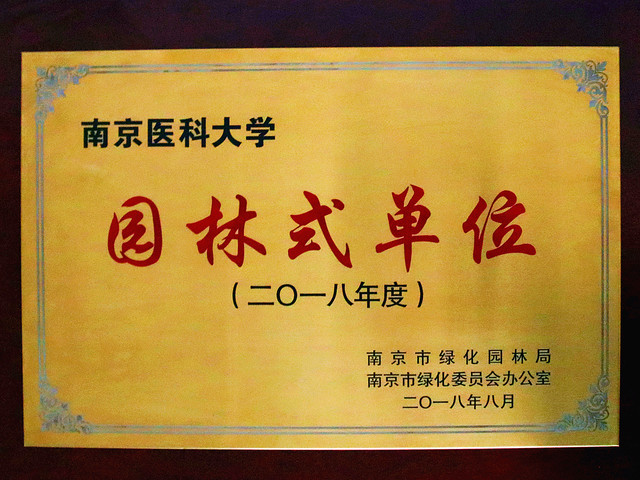 南京医科大学
园林式单位
（二〇一八年度）
南京市绿化园林局
南京市绿化委员会办公室
二〇一八年八月